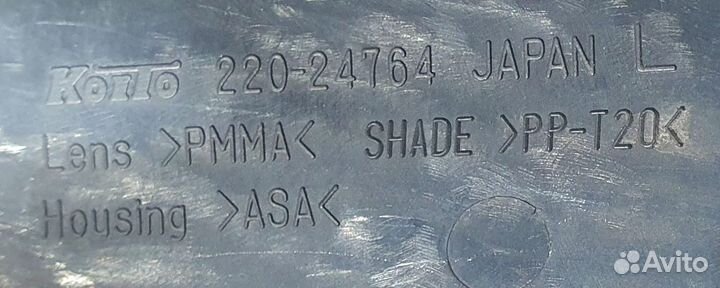 KOITO 220-24764 JAPAN L
Lens >PMMA< SHADE >PP-T20<
Housing >ASA<
Avito